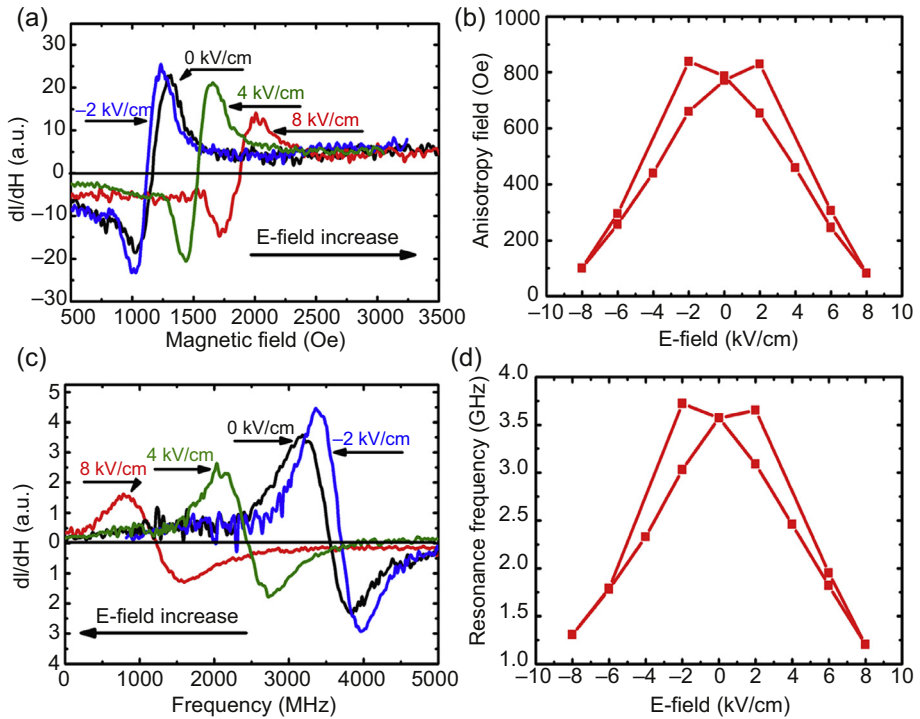 (a)
35
30
20
10
0
–10
–20
–30
dI/dH (a.u.)
0 kV/cm
4 kV/cm
–2 kV/cm
8 kV/cm
E-field increase
500 1000 1500 2000 2500 3000 3500
Magnetic field (Oe)
(b)
1000
800
600
400
200
0
Anisotropy field (Oe)
–10 –8 –6 –4 –2 0 2 4 6 8 10
E-field (kV/cm)
(c)
5
4
3
2
1
0
1
2
3
4
dI/dH (a.u.)
0 kV/cm
–2 kV/cm
4 kV/cm
8 kV/cm
E-field increase
0 1000 2000 3000 4000 5000
Frequency (MHz)
(d)
4.0
3.5
3.0
2.5
2.0
1.5
1.0
Resonance frequency (GHz)
–10 –8 –6 –4 –2 0 2 4 6 8 10
E-field (kV/cm)